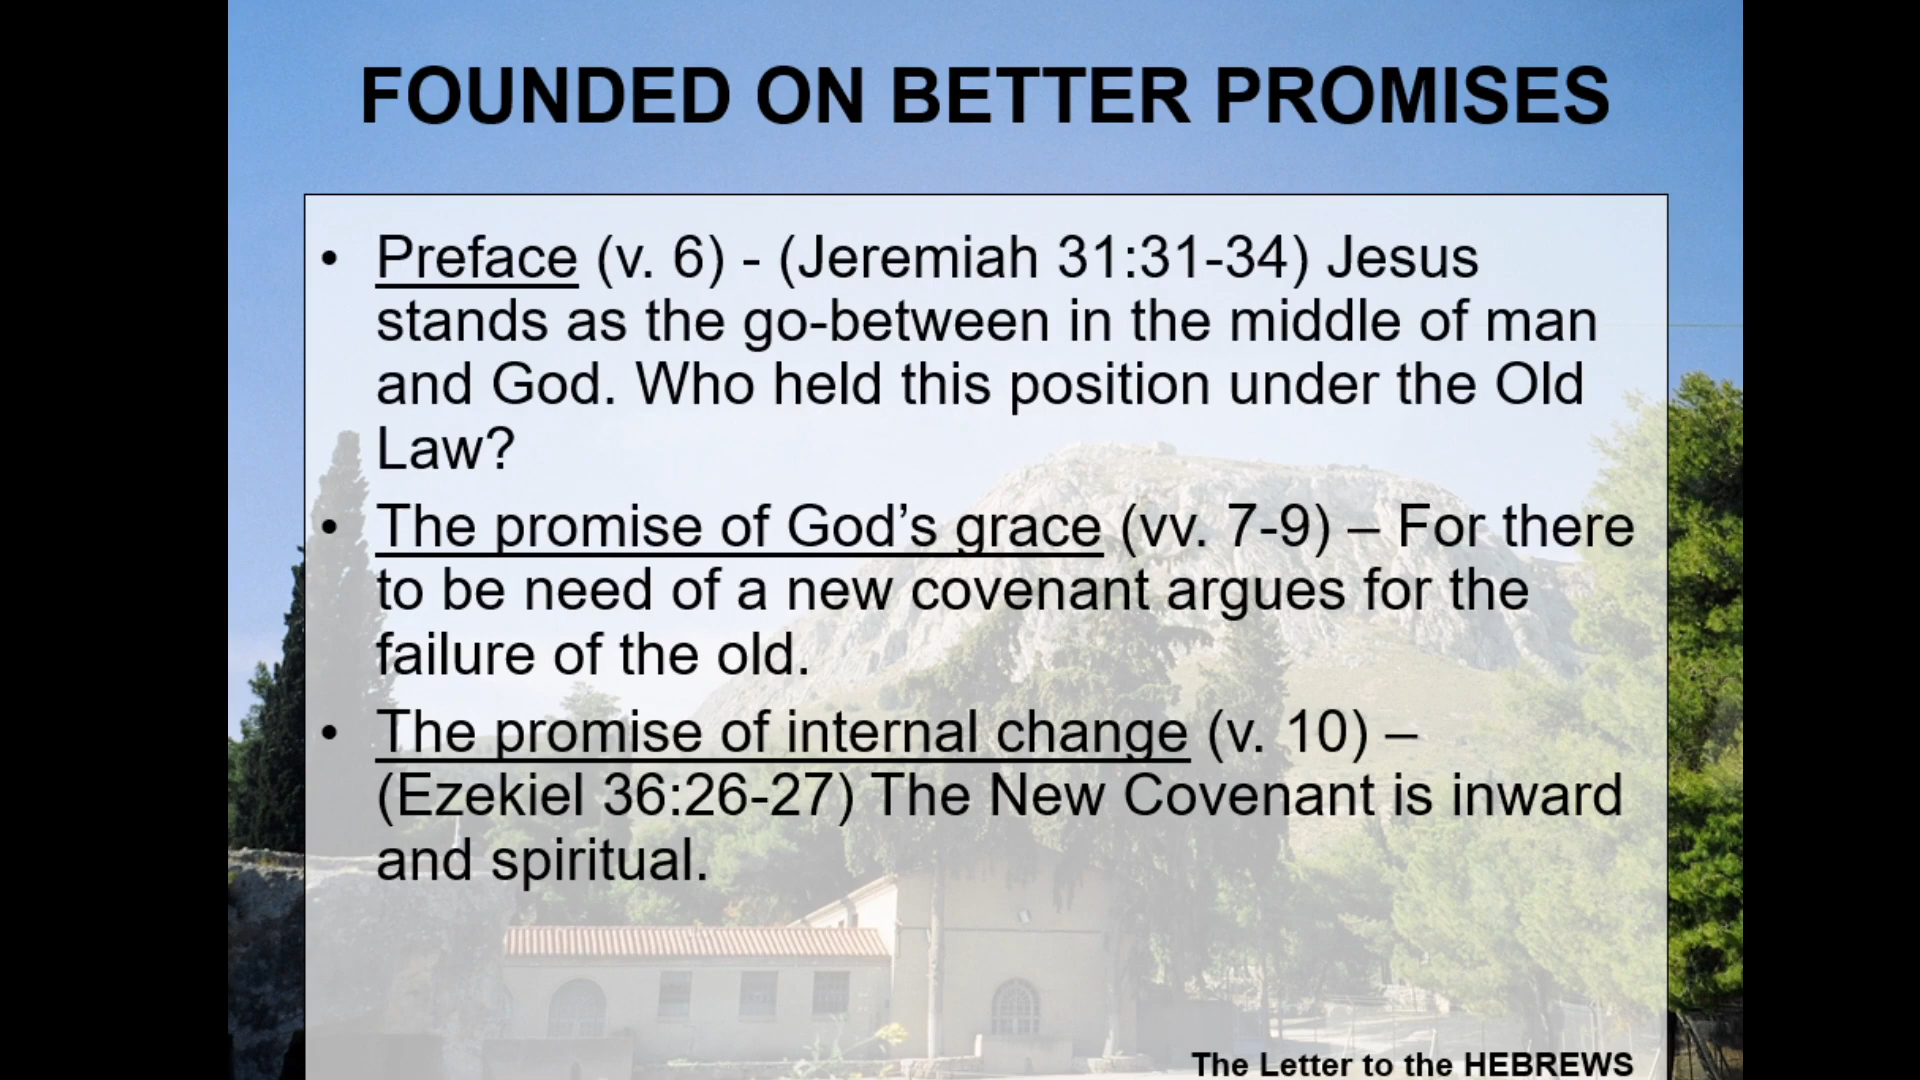 FOUNDED ON BETTER PROMISES
• Preface (v. 6) - (Jeremiah 31:31-34) Jesus
stands as the go-between in the middle of man
and God. Who held this position under the Old
Law?
• The promise of God’s grace (vv. 7-9) – For there
to be need of a new covenant argues for the
failure of the old.
• The promise of internal change (v. 10) –
(Ezekiel 36:26-27) The New Covenant is inward
and spiritual.
The Letter to the HEBREWS